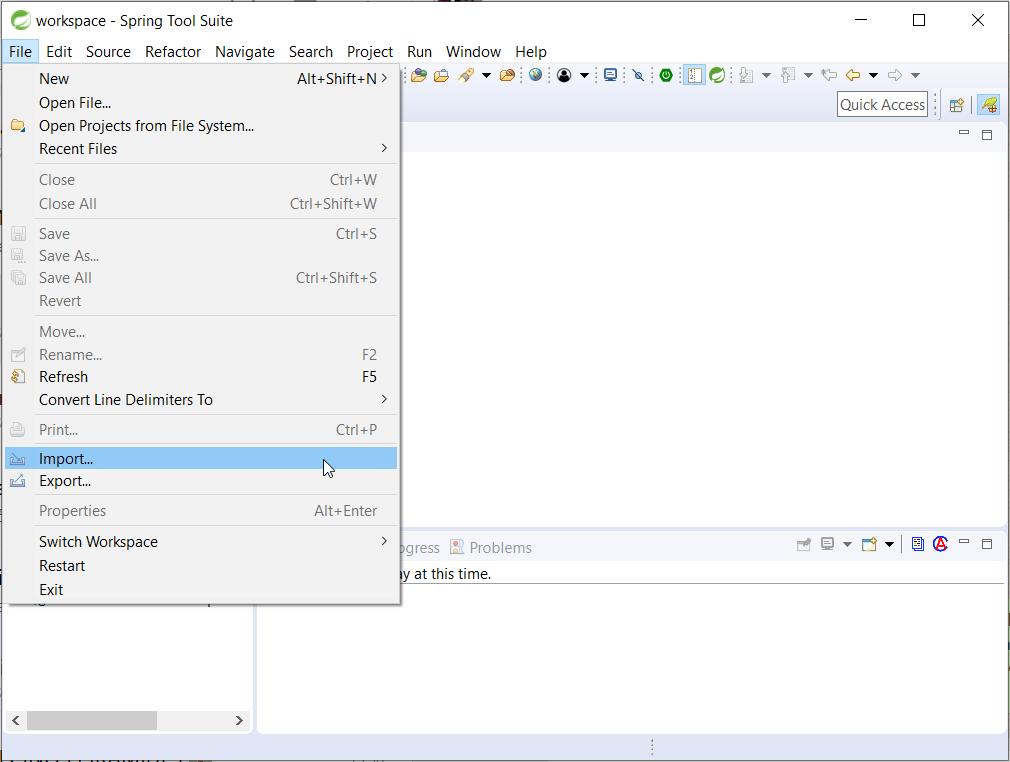 workspace - Spring Tool Suite
File Edit Source Refactor Navigate Search Project Run Window Help
New Alt+Shift+N
Open File...
Quick Access
Open Projects from File System...
Recent Files
Close Ctrl+W
Close All Ctrl+Shift+W
Save Ctrl+S
Save As...
Save All Ctrl+Shift+S
Revert
Move...
Rename... F2
Refresh F5
Convert Line Delimiters To
Print... Ctrl+P
Import...
Export...
Properties Alt+Enter
Switch Workspace
ogress Problems
Restart
ay at this time.
Exit